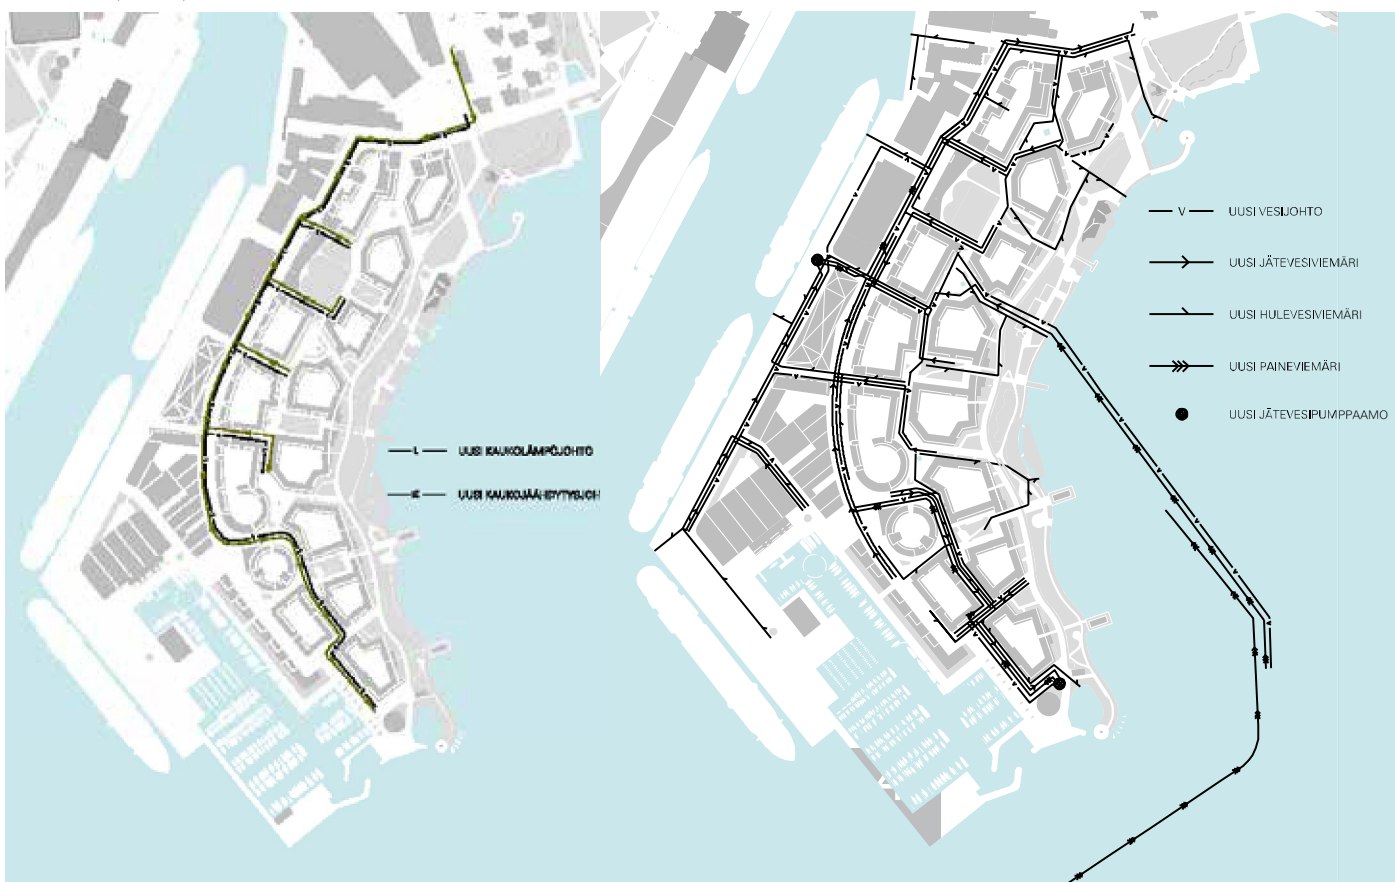 L UUSI KAUKOLÄMPÖJOHTO
K UUSI KAUKOJÄÄHDYTYSJOH
V UUSI VESIJOHTO
UUSI JÄTEVESIVIEMÄRI
UUSI HULEVESIVIEMÄRI
UUSI PAINEVIEMÄRI
UUSI JÄTEVESIPUMPPAAMO